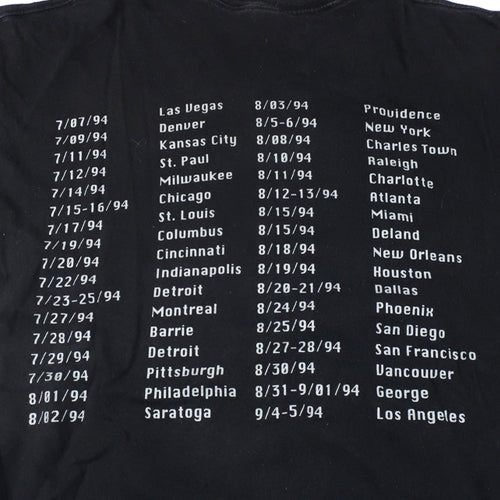 7/07/94 Las Vegas 8/03/94 Providence
7/09/94 Denver 8/5-6/94 New York
7/11/94 Kansas City 8/08/94 Charles Town
7/12/94 St. Paul 8/10/94 Raleigh
7/14/94 Milwaukee 8/11/94 Charlotte
7/15-16/94 Chicago 8/12-13/94 Atlanta
7/17/94 St. Louis 8/15/94 Miami
7/19/94 Columbus 8/15/94 Deland
7/20/94 Cincinnati 8/18/94 New Orleans
7/22/94 Indianapolis 8/19/94 Houston
7/23-25/94 Detroit 8/20-21/94 Dallas
7/27/94 Montreal 8/24/94 Phoenix
7/28/94 Barrie 8/25/94 San Diego
7/29/94 Detroit 8/27-28/94 San Francisco
7/30/94 Pittsburgh 8/30/94 Vancouver
8/01/94 Philadelphia 8/31-9/01/94 George
8/02/94 Saratoga 9/4-5/94 Los Angeles